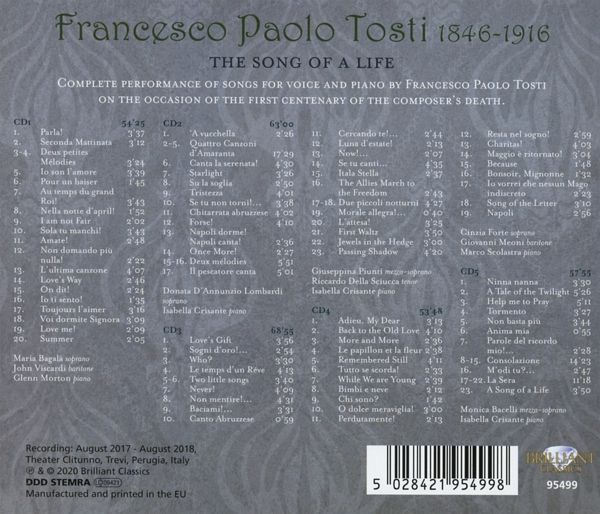 Francesco Paolo Tosti 1846-1916
THE SONG OF A LIFE
Complete performance of songs for voice and piano by Francesco Paolo Tosti
on the occasion of the first centenary of the composer's death.
CD1 54'25
1. Parla! 3'37
2. Seconda Mattinata 3'12
3-4. Deux petites
Mélodies 3'24
5. Io son l'amore 3'39
6. Pour un baiser 1'45
7. Au temps du grand
Roi! 3'43
8. Nella notte d'april! 1'52
9. I am not Fair 2'02
10. Sola tu manchi! 3'43
11. Amate! 2'48
12. Non domando più
nulla! 2'22
13. L'ultima canzone 4'07
14. Love's Way 2'46
15. On dit! 2'24
16. Io ti sento! 1'35
17. Toujours l'aimer 3'16
18. Voi dormite Signora 3'09
19. Love me! 2'09
20. Summer 2'05
Maria Bagalà soprano
John Viscardi baritone
Glenn Morton piano
CD2 63'00
1. 'A vucchella 2'26
2-5. Quattro Canzoni
d'Amaranta 17'29
6. Canta la serenata! 4'30
7. Starlight 3'26
8. Su la soglia 2'50
9. Tristezza 4'01
10. Se tu non torni!... 3'38
11. Chitarrata abruzzese 4'02
12. Forse! 4'10
13. Napoli dorme!
Napoli canta! 2'36
14. Once More! 2'27
15-16. Deux mélodies 5'51
17. Il pescatore canta 5'01
Donata D'Annunzio Lombardi
soprano
Isabella Crisante piano
CD3 68'55
1. Love's Gift 3'56
2. Sogni d'oro!... 2'54
3. Who? 3'30
4. Le temps d'un Rêve 4'13
5-6. Two little songs 3'40
7. Never! 4'09
8. Non mentire!... 4'31
9. Baciami!... 3'31
10. Canto Abruzzese 0'59
11. Cercando te!... 2'44
12. Luna d'estate! 2'13
13. Now!... 2'07
14. Se tu canti... 4'35
15. Itala Stella 2'37
16. The Allies March to
the Freedom 2'43
17-18. Due piccoli notturni 4'27
19. Morale allegra!... 0'40
20. L'attesa! 3'25
21. First Waltz 3'50
22. Jewels in the Hedge 3'00
23. Passing Shadow 4'20
Giuseppina Piunti mezzo-soprano
Riccardo Della Sciucca tenor
Isabella Crisante piano
CD4 53'48
1. Adieu, My Dear 3'13
2. Back to the Old Love 4'10
3. More and More 2'36
4. Le papillon et la fleur 2'38
5. Remembered Still 4'11
6. Tutto se scorda! 2'33
7. While We are Young 2'39
8. Bimbi e neve 2'12
9. Chi sono? 1'42
10. O dolce meraviglia! 3'00
11. Perdutamente! 2'13
12. Resta nel sogno! 2'59
13. Charitas! 4'03
14. Maggio è ritornato! 3'04
15. Because 1'48
16. Bonsoir, Mignonne 1'32
17. Io vorrei che nessun Mago
indiscreto 2'23
18. Song of the Letter 3'10
19. Napoli 2'56
Cinzia Forte soprano
Giovanni Meoni baritone
Marco Scolastra piano
CD5 57'55
1. Ninna nanna 3'30
2. A Tale of the Twilight 5'26
3. Help me to Pray 5'11
4. Tormento 3'27
5. Non basta più 3'44
6. Anima mia 0'55
7. Parole del ricordo
mio!... 2'28
8-15. Consolazione 14'23
16. M'odi tu?... 2'47
17-22. La Sera 11'18
23. A Song of a Life 3'50
Monica Bacelli mezzo-soprano
Isabella Crisante piano
Recording: August 2017 - August 2018,
Theater Clitunno, Trevi, Perugia, Italy
℗ & © 2020 Brilliant Classics
DDD STEMRA LC 09421
Manufactured and printed in the EU
5 028421 954998
BRILLIANT
CLASSICS
95499